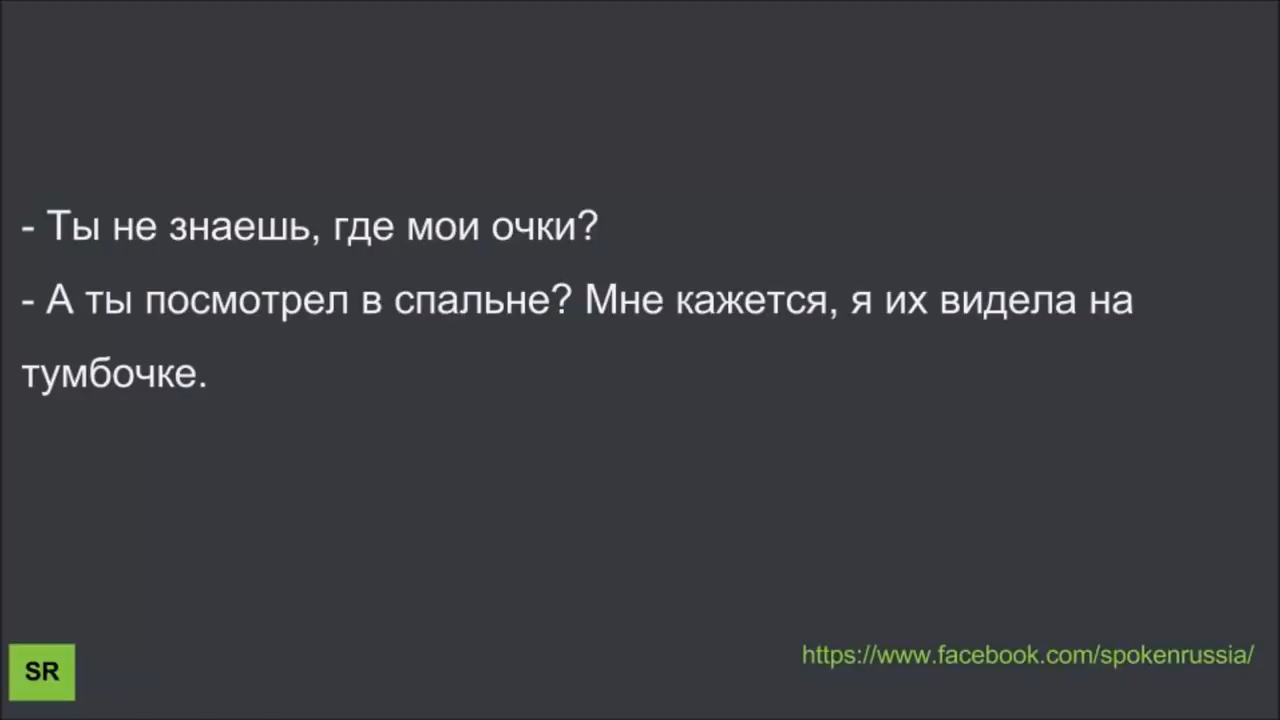 - Ты не знаешь, где мои очки?
- А ты посмотрел в спальне? Мне кажется, я их видела на
тумбочке.
SR
https://www.facebook.com/spokenrussia/